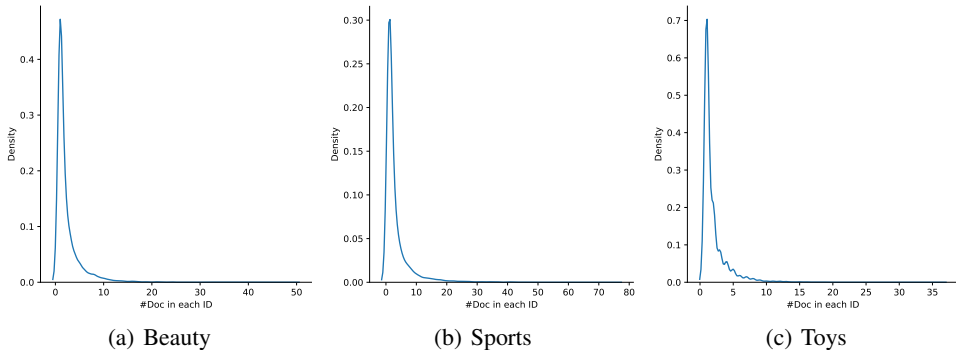 0.4
0.3
0.2
0.1
0.0
Density
0 10 20 30 40 50
#Doc in each ID
(a) Beauty
0.30
0.25
0.20
0.15
0.10
0.05
0.00
Density
0 10 20 30 40 50 60 70 80
#Doc in each ID
(b) Sports
0.7
0.6
0.5
0.4
0.3
0.2
0.1
0.0
Density
0 5 10 15 20 25 30 35
#Doc in each ID
(c) Toys